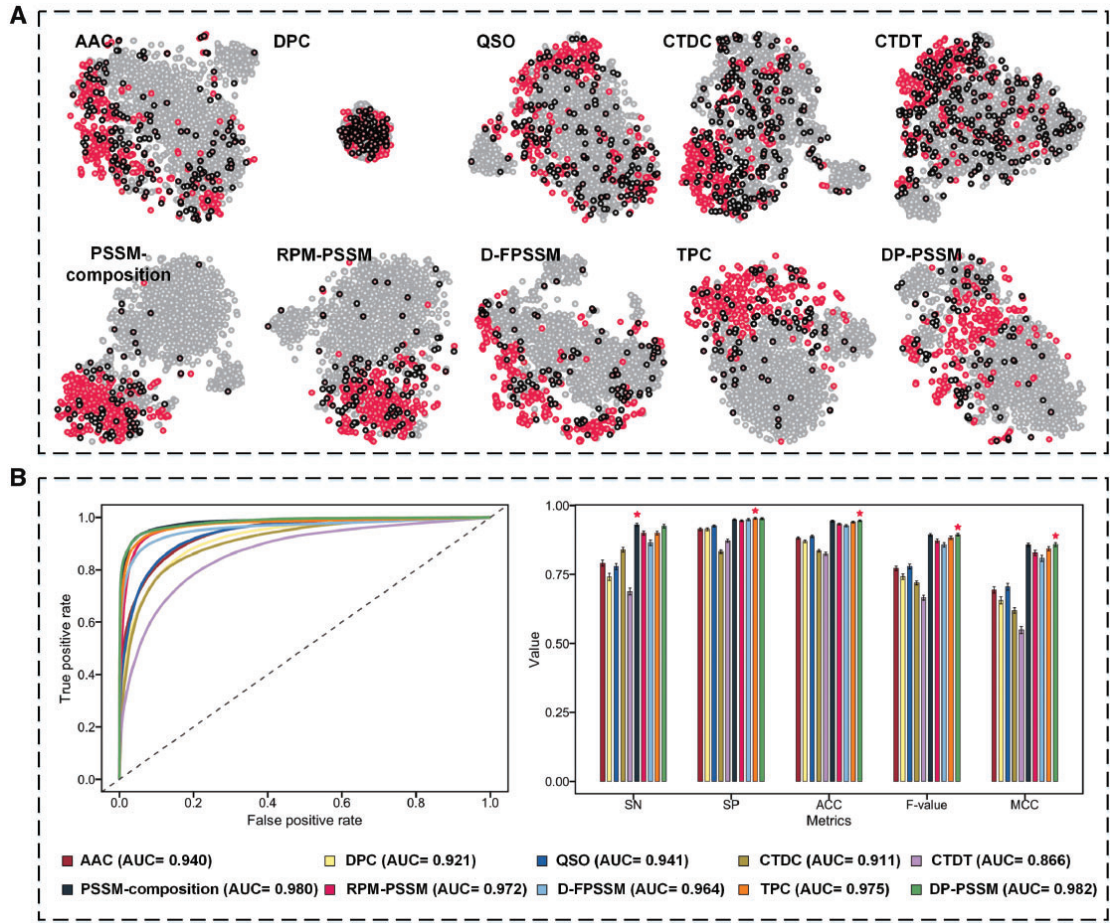 A
AAC
DPC
QSO
CTDC
CTDT
PSSM-
composition
RPM-PSSM
D-FPSSM
TPC
DP-PSSM
B
1.0
0.8
0.6
0.4
0.2
0.0
True positive rate
0.0
0.2
0.4
0.6
0.8
1.0
False positive rate
1.00
0.75
0.50
0.25
0.00
Value
SN
SP
ACC
F-value
MCC
Metrics
AAC (AUC= 0.940)
DPC (AUC= 0.921)
QSO (AUC= 0.941)
CTDC (AUC= 0.911)
CTDT (AUC= 0.866)
PSSM-composition (AUC= 0.980)
RPM-PSSM (AUC= 0.972)
D-FPSSM (AUC= 0.964)
TPC (AUC= 0.975)
DP-PSSM (AUC= 0.982)